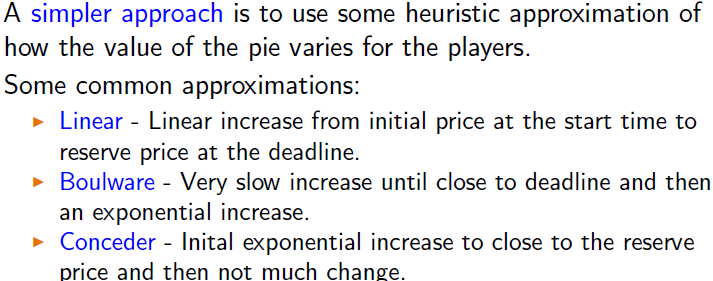 A simpler approach is to use some heuristic approximation of
how the value of the pie varies for the players.
Some common approximations:
Linear - Linear increase from initial price at the start time to
reserve price at the deadline.
Boulware - Very slow increase until close to deadline and then
an exponential increase.
Conceder - Inital exponential increase to close to the reserve
price and then not much change.